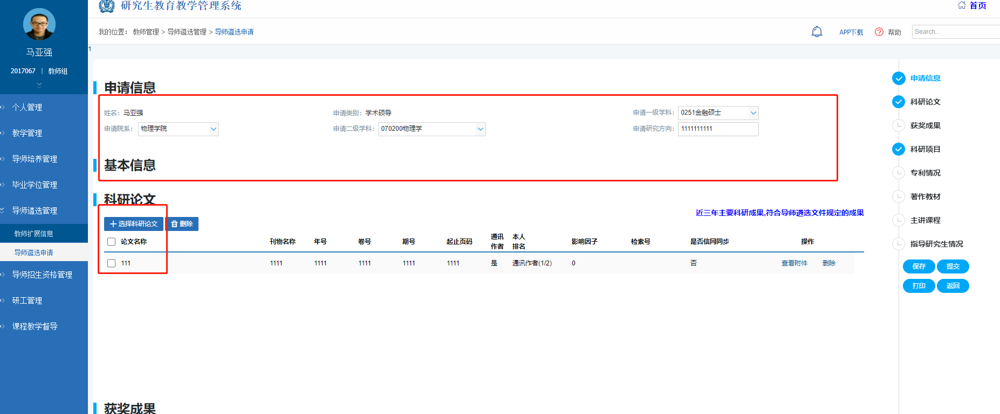 马亚强
2017067 | 教师组
个人管理
教学管理
导师培养管理
毕业学位管理
导师遴选管理
教师扩展信息
导师遴选申请
导师招生资格管理
研工管理
课程教学督导
研究生教育教学管理系统
首页
我的位置： 教师管理 > 导师遴选管理 > 导师遴选申请
APP下载
帮助
Search...
1
申请信息
姓名： 马亚强 申请类别： 学术硕导 申请一级学科： 0251金融硕士
申请院系： 物理学院 申请二级学科： 070200物理学 申请研究方向： 1111111111
基本信息
科研论文
近三年主要科研成果,符合导师遴选文件规定的成果
选择科研论文 删除
论文名称 刊物名称 年号 卷号 期号 起止页码 通讯作者 本人排名 影响因子 检索号 是否信网同步 操作
111 1111 1111 1111 1111 1111 是 通讯作者(1/2) 0 否 查看附件 删除
获奖成果
申请信息
科研论文
获奖成果
科研项目
专利情况
著作教材
主讲课程
指导研究生情况
保存 提交
打印 返回